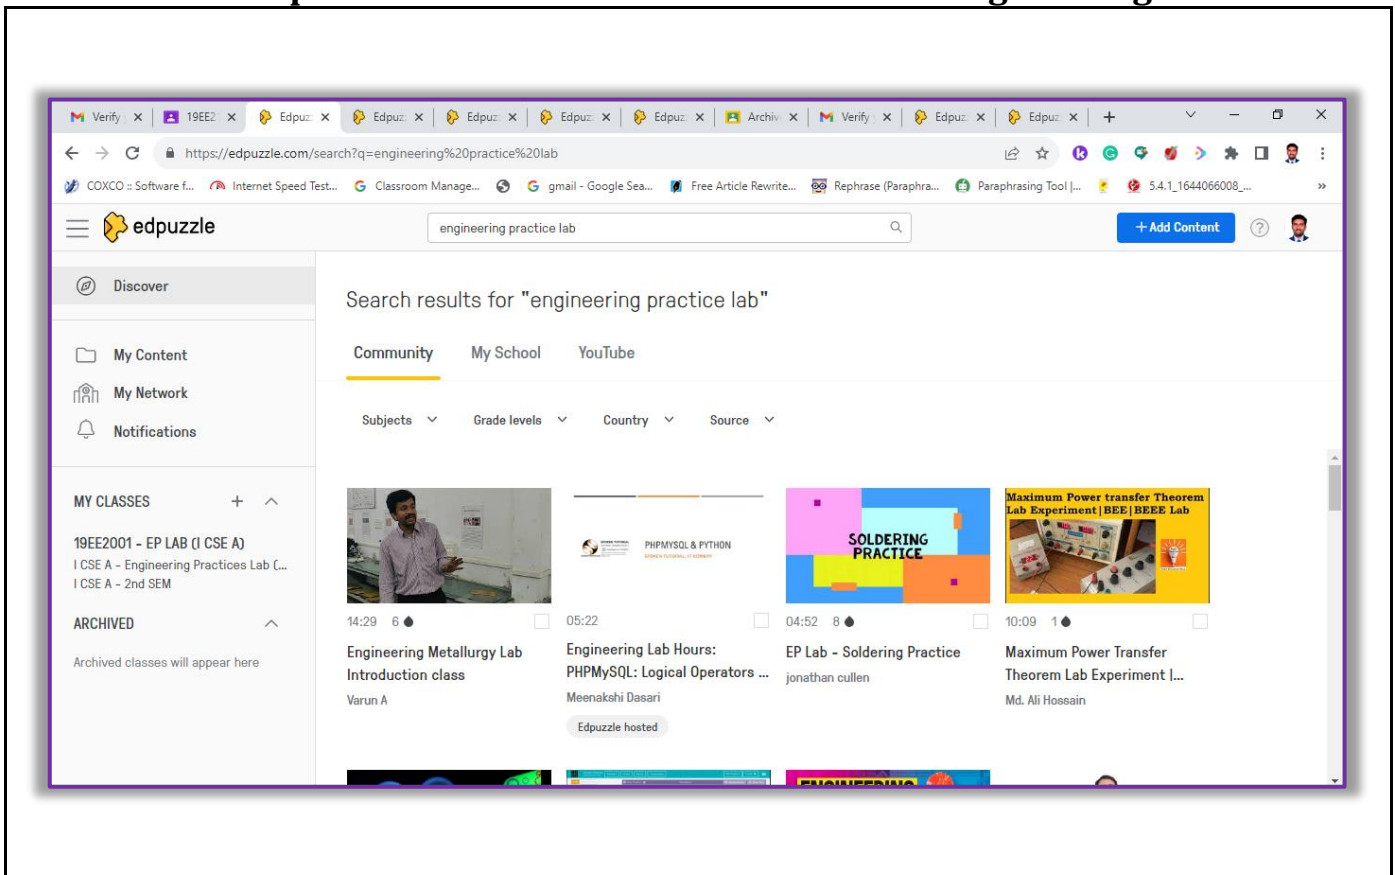 Verify
19EE2
Edpuz
Edpuz
Edpuz
Edpuz
Edpuz
Archiv
Verify
Edpuz
Edpuz
https://edpuzzle.com/search?q=engineering%20practice%20lab
COXCO :: Software f...
Internet Speed Test...
Classroom Manage...
gmail - Google Sea...
Free Article Rewrite...
Rephrase (Paraphra...
Paraphrasing Tool |...
5.4.1_1644066008_...
edpuzzle
engineering practice lab
+ Add Content
Discover
Search results for "engineering practice lab"
My Content
My Network
Notifications
Community My School YouTube
Subjects Grade levels Country Source
MY CLASSES
19EE2001 - EP LAB (I CSE A)
I CSE A - Engineering Practices Lab (...
I CSE A - 2nd SEM
ARCHIVED
Archived classes will appear here
PHPMYSQL & PYTHON
SOLDERING
PRACTICE
Maximum Power transfer Theorem
Lab Experiment|BEE|BEEE Lab
14:29 6
Engineering Metallurgy Lab
Introduction class
Varun A
05:22
Engineering Lab Hours:
PHPMySQL: Logical Operators ...
Meenakshi Dasari
Edpuzzle hosted
04:52 8
EP Lab - Soldering Practice
jonathan cullen
10:09 1
Maximum Power Transfer
Theorem Lab Experiment |...
Md. Ali Hossain